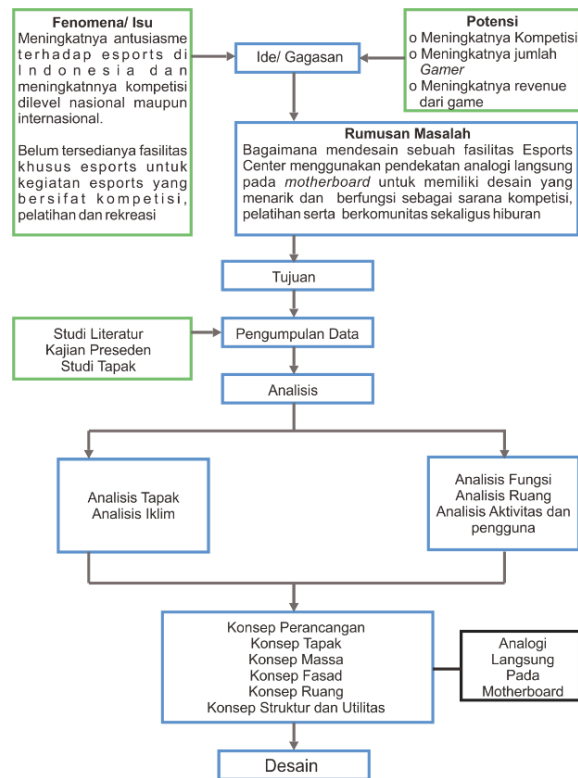 Fenomena/ Isu
Meningkatnya antusiasme
terhadap esports di
Indonesia dan
meningkatnnya kompetisi
dilevel nasional maupun
internasional.
Belum tersedianya fasilitas
khusus esports untuk
kegiatan esports yang
bersifat kompetisi,
pelatihan dan rekreasi
Ide/ Gagasan
Potensi
o Meningkatnya Kompetisi
o Meningkatnya jumlah
Gamer
o Meningkatnya revenue
dari game
Rumusan Masalah
Bagaimana mendesain sebuah fasilitas Esports
Center menggunakan pendekatan analogi langsung
pada motherboard untuk memiliki desain yang
menarik dan berfungsi sebagai sarana kompetisi,
pelatihan serta berkomunitas sekaligus hiburan
Tujuan
Studi Literatur
Kajian Preseden
Studi Tapak
Pengumpulan Data
Analisis
Analisis Tapak
Analisis Iklim
Analisis Fungsi
Analisis Ruang
Analisis Aktivitas dan
pengguna
Konsep Perancangan
Konsep Tapak
Konsep Massa
Konsep Fasad
Konsep Ruang
Konsep Struktur dan Utilitas
Analogi
Langsung
Pada
Motherboard
Desain